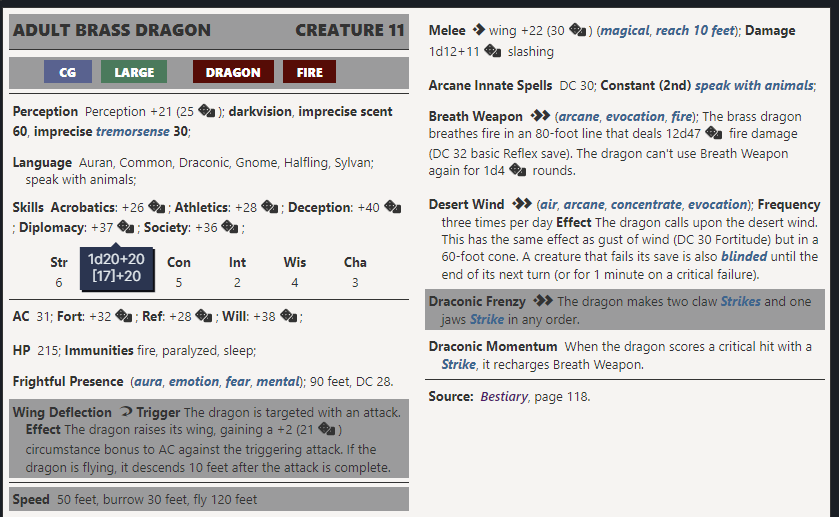 ADULT BRASS DRAGON CREATURE 11
CG LARGE DRAGON FIRE
Perception Perception +21 (25 ); darkvision, imprecise scent
60, imprecise tremorsense 30;
Language Auran, Common, Draconic, Gnome, Halfling, Sylvan;
speak with animals;
Skills Acrobatics: +26 ; Athletics: +28 ; Deception: +40
; Diplomacy: +37 ; Society: +36 ;
1d20+20
[17]+20
Str Con Int Wis Cha
6 5 2 4 3
AC 31; Fort: +32 ; Ref: +28 ; Will: +38 ;
HP 215; Immunities fire, paralyzed, sleep;
Frightful Presence (aura, emotion, fear, mental); 90 feet, DC 28.
Wing Deflection Trigger The dragon is targeted with an attack.
Effect The dragon raises its wing, gaining a +2 (21 )
circumstance bonus to AC against the triggering attack. If the
dragon is flying, it descends 10 feet after the attack is complete.
Speed 50 feet, burrow 30 feet, fly 120 feet
Melee wing +22 (30 ) (magical, reach 10 feet); Damage
1d12+11 slashing
Arcane Innate Spells DC 30; Constant (2nd) speak with animals;
Breath Weapon (arcane, evocation, fire); The brass dragon
breathes fire in an 80-foot line that deals 12d47 fire damage
(DC 32 basic Reflex save). The dragon can't use Breath Weapon
again for 1d4 rounds.
Desert Wind (air, arcane, concentrate, evocation); Frequency
three times per day Effect The dragon calls upon the desert wind.
This has the same effect as gust of wind (DC 30 Fortitude) but in a
60-foot cone. A creature that fails its save is also blinded until the
end of its next turn (or for 1 minute on a critical failure).
Draconic Frenzy The dragon makes two claw Strikes and one
jaws Strike in any order.
Draconic Momentum When the dragon scores a critical hit with a
Strike, it recharges Breath Weapon.
Source: Bestiary, page 118.